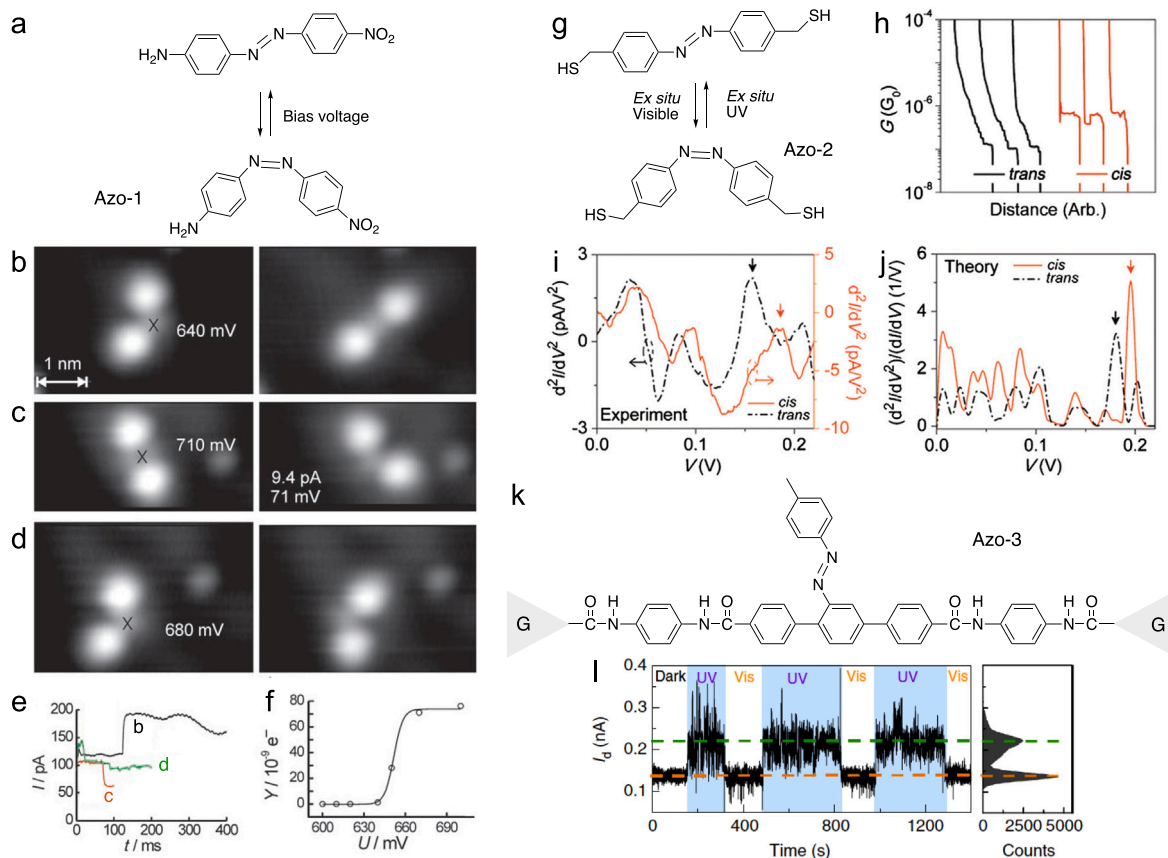 a
H₂N
N
N
NO₂
Bias voltage
N
N
Azo-1
H₂N
NO₂
b
640 mV
1 nm
c
710 mV
9.4 pA
71 mV
d
680 mV
e
200
150
100
50
0
I / pA
b
d
c
0 100 200 300 400
t / ms
f
80
60
40
20
0
Y / 10⁻⁹ e⁻
600 630 660 690
U / mV
g
SH
N
N
HS
Ex situ
Visible
Ex situ
UV
N
N
Azo-2
HS
SH
h
10⁻⁴
10⁻⁶
10⁻⁸
G (G₀)
trans
cis
Distance (Arb.)
i
3
0
-3
d²I/dV² (pA/V²)
5
0
-5
-10
d²I/dV² (pA/V²)
Experiment
cis
trans
0.0 0.1 0.2
V (V)
j
6
4
2
0
(d²I/dV²)/(dI/dV) (1/V)
Theory
cis
trans
0.0 0.1 0.2
V (V)
k
Azo-3
N
N
G
O
H
N
H
N
O
O
H
N
H
N
O
G
l
0.4
0.3
0.2
0.1
I_d (nA)
Dark UV Vis UV Vis UV Vis
0 400 800 1200
Time (s)
0 2500 5000
Counts